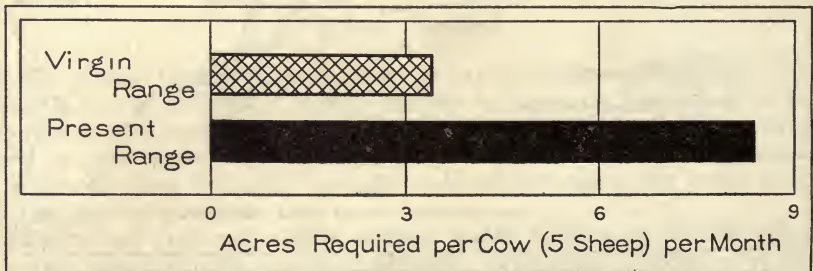 Virgin
Range
Present
Range
0 3 6 9
Acres Required per Cow (5 Sheep) per Month